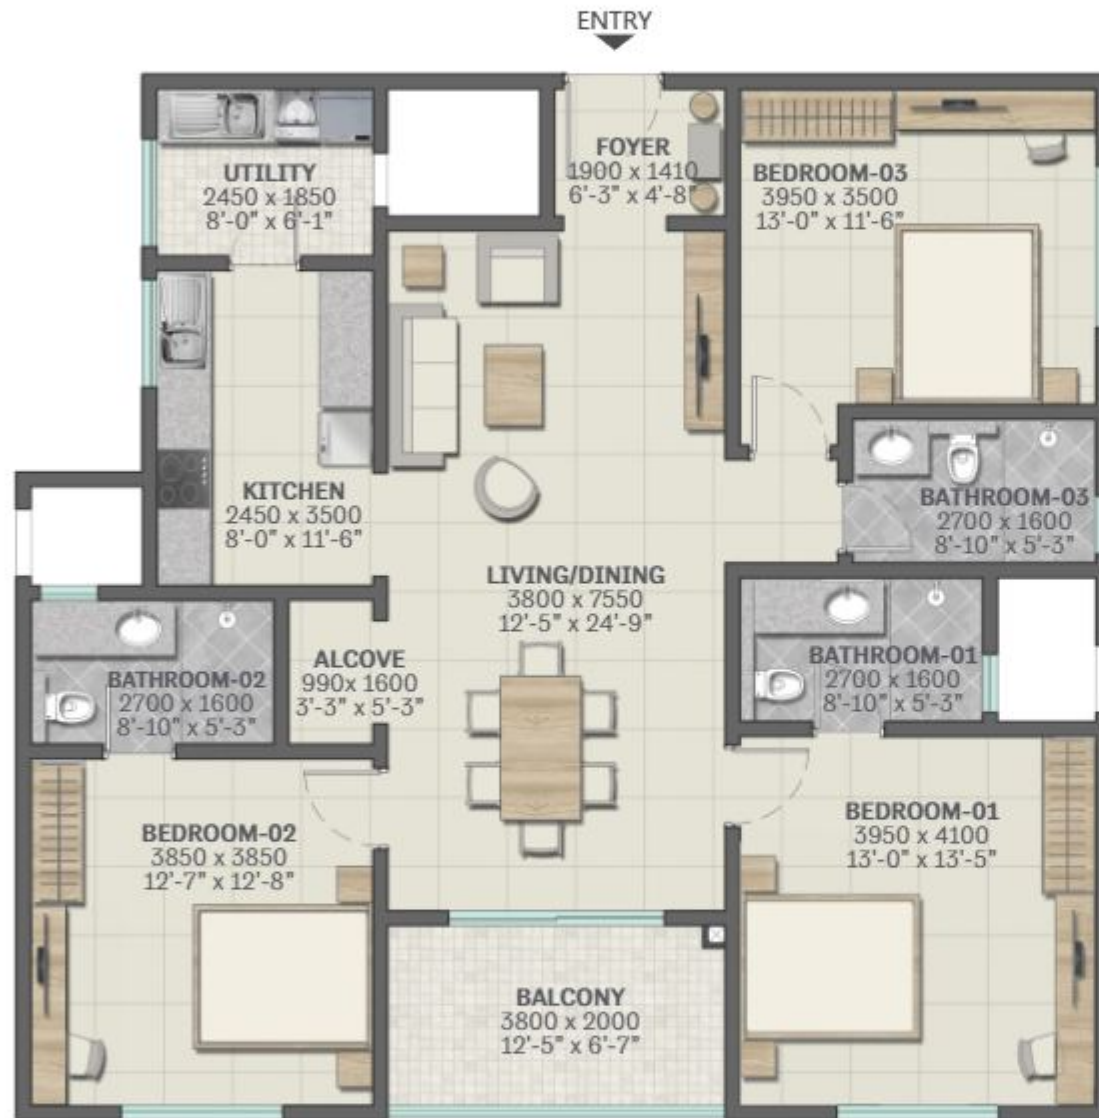 ENTRY
FOYER
1900 x 1410
6'-3" x 4'-8"
UTILITY
2450 x 1850
8'-0" x 6'-1"
BEDROOM-03
3950 x 3500
13'-0" x 11'-6"
KITCHEN
2450 x 3500
8'-0" x 11'-6"
BATHROOM-03
2700 x 1600
8'-10" x 5'-3"
LIVING/DINING
3800 x 7550
12'-5" x 24'-9"
ALCOVE
990x 1600
3'-3" x 5'-3"
BATHROOM-02
2700 x 1600
8'-10" x 5'-3"
BATHROOM-01
2700 x 1600
8'-10" x 5'-3"
BEDROOM-02
3850 x 3850
12'-7" x 12'-8"
BEDROOM-01
3950 x 4100
13'-0" x 13'-5"
BALCONY
3800 x 2000
12'-5" x 6'-7"